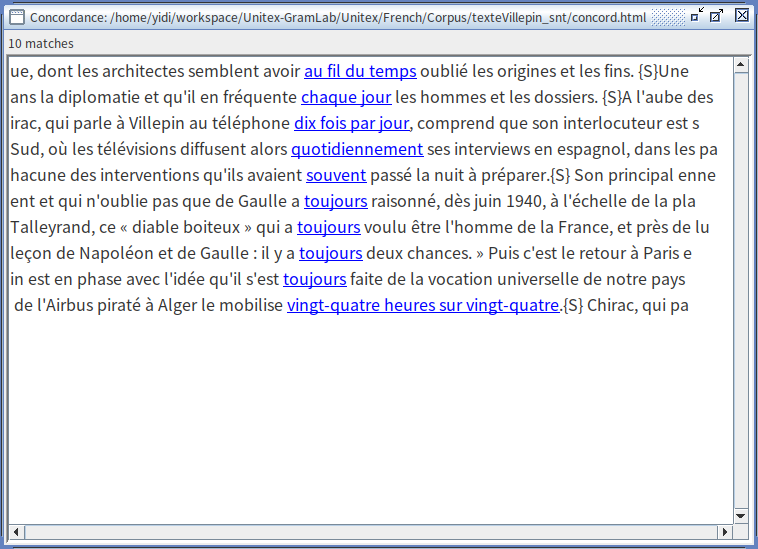 Concordance: /home/yidi/workspace/Unitex-GramLab/Unitex/French/Corpus/texteVillepin_snt/concord.html
10 matches
ue, dont les architectes semblent avoir au fil du temps oublié les origines et les fins. {S}Une
ans la diplomatie et qu'il en fréquente chaque jour les hommes et les dossiers. {S}A l'aube des
irac, qui parle à Villepin au téléphone dix fois par jour, comprend que son interlocuteur est s
Sud, où les télévisions diffusent alors quotidiennement ses interviews en espagnol, dans les pa
hacune des interventions qu'ils avaient souvent passé la nuit à préparer.{S} Son principal enne
ent et qui n'oublie pas que de Gaulle a toujours raisonné, dès juin 1940, à l'échelle de la pla
Talleyrand, ce « diable boiteux » qui a toujours voulu être l'homme de la France, et près de lu
leçon de Napoléon et de Gaulle : il y a toujours deux chances. » Puis c'est le retour à Paris e
in est en phase avec l'idée qu'il s'est toujours faite de la vocation universelle de notre pays
de l'Airbus piraté à Alger le mobilise vingt-quatre heures sur vingt-quatre.{S} Chirac, qui pa